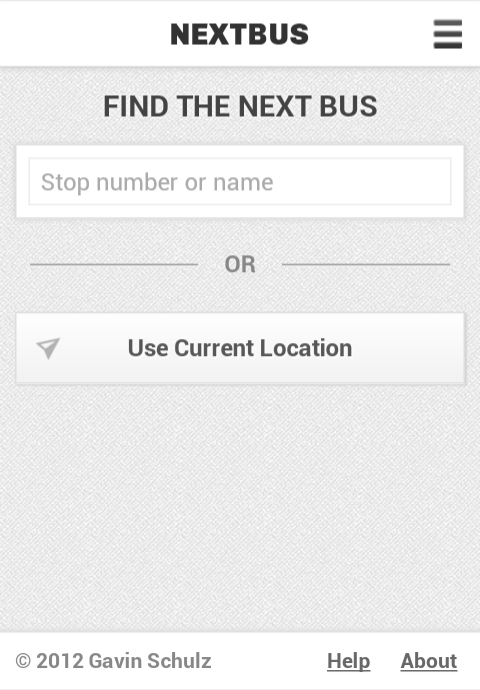 NEXTBUS
FIND THE NEXT BUS
Stop number or name
OR
Use Current Location
© 2012 Gavin Schulz Help About